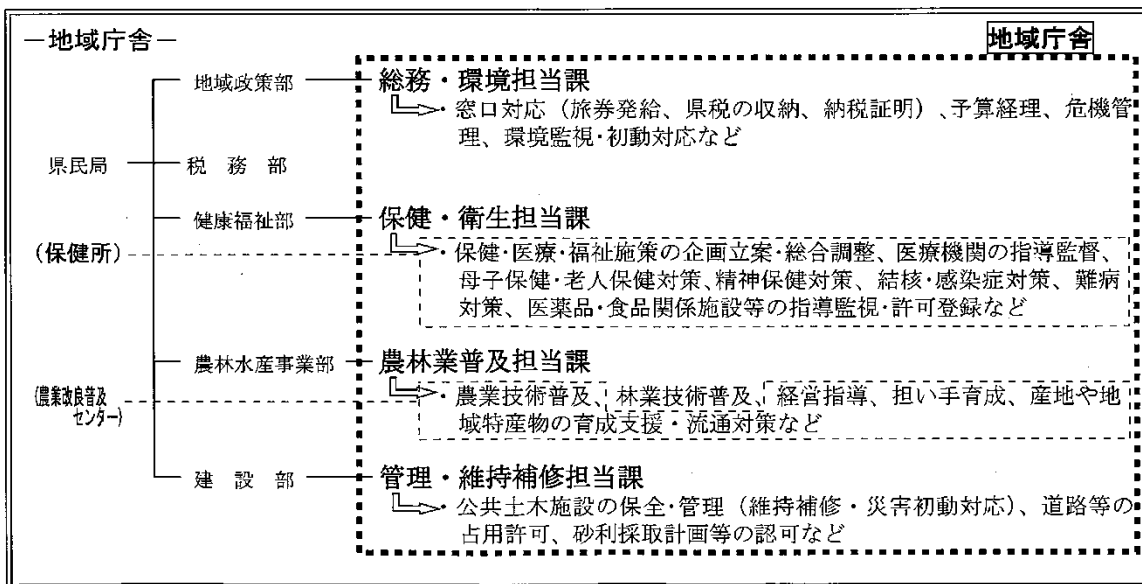 －地域庁舎－
地域庁舎
地域政策部
総務・環境担当課
・窓口対応（旅券発給、県税の収納、納税証明）、予算経理、危機管
理、環境監視・初動対応など
県民局
税務部
健康福祉部
保健・衛生担当課
（保健所）
・保健・医療・福祉施策の企画立案・総合調整、医療機関の指導監督、
母子保健・老人保健対策、精神保健対策、結核・感染症対策、難病
対策、医薬品・食品関係施設等の指導監視・許可登録など
農林水産事業部
農林業普及担当課
（農業改良普及
センター）
・農業技術普及、林業技術普及、経営指導、担い手育成、産地や地
域特産物の育成支援・流通対策など
建設部
管理・維持補修担当課
・公共土木施設の保全・管理（維持補修・災害初動対応）、道路等の
占用許可、砂利採取計画等の認可など